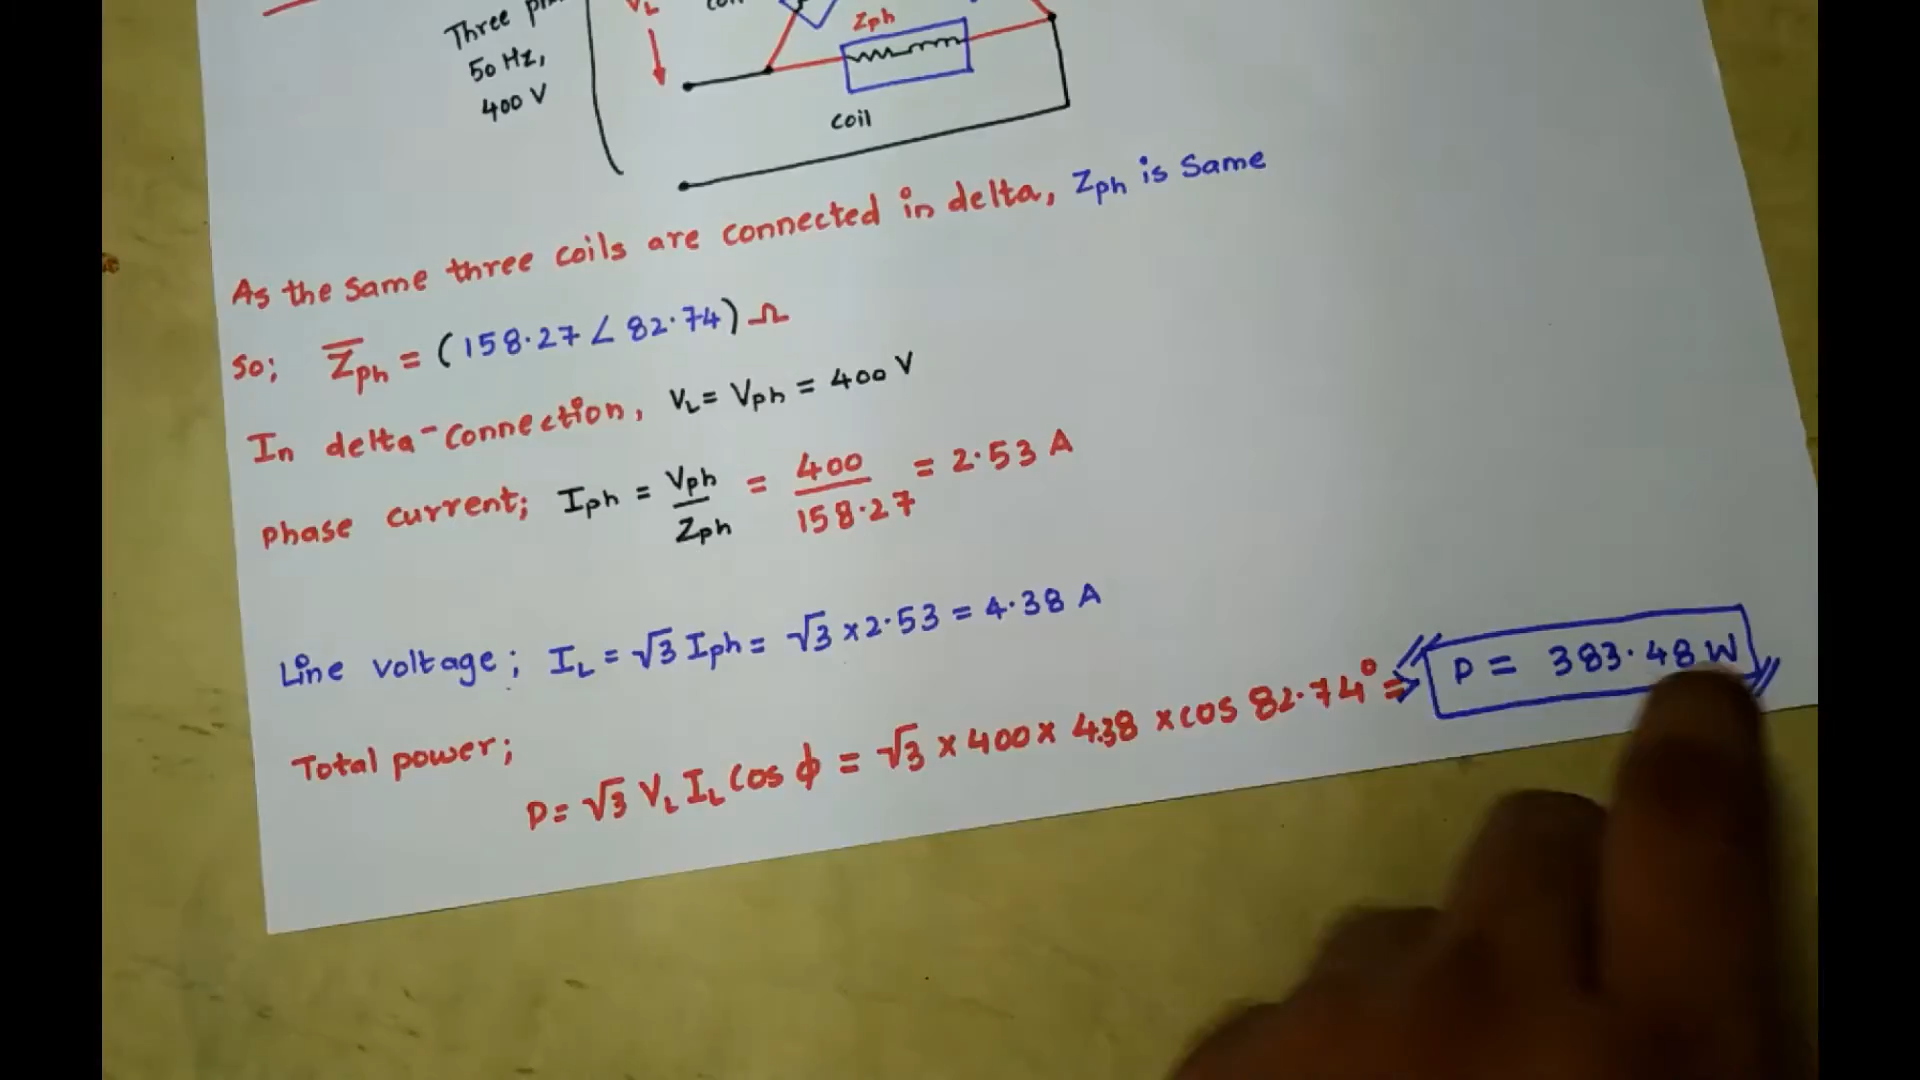 Three
50 Hz,
400 V
VL
Zph
coil
As the same three coils are connected in delta, Zph is same
so; Z̅ph = (158.27 ∠ 82.74) Ω
In delta-connection, VL = Vph = 400 V
phase current; Iph = Vph/Zph = 400/158.27 = 2.53 A
Line voltage; IL = √3 Iph = √3 × 2.53 = 4.38 A
Total power;
P = √3 VL IL cos ϕ = √3 × 400 × 4.38 × cos 82.74° => P = 383.48 W